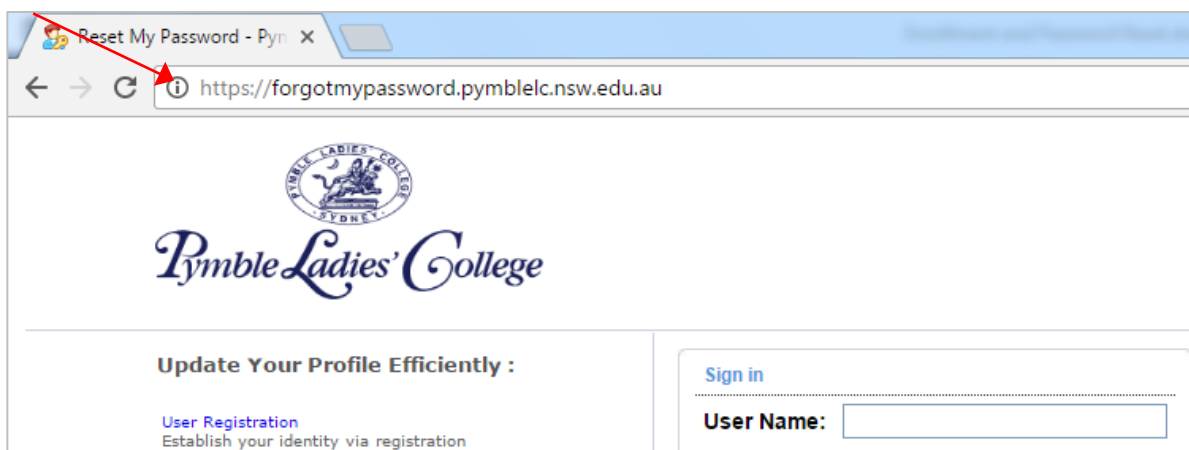 Reset My Password - Pym
https://forgotmypassword.pymblelc.nsw.edu.au
PYMBLE LADIES' COLLEGE
SYDNEY
Pymble Ladies' College
Update Your Profile Efficiently :
User Registration
Establish your identity via registration
Sign in
User Name: